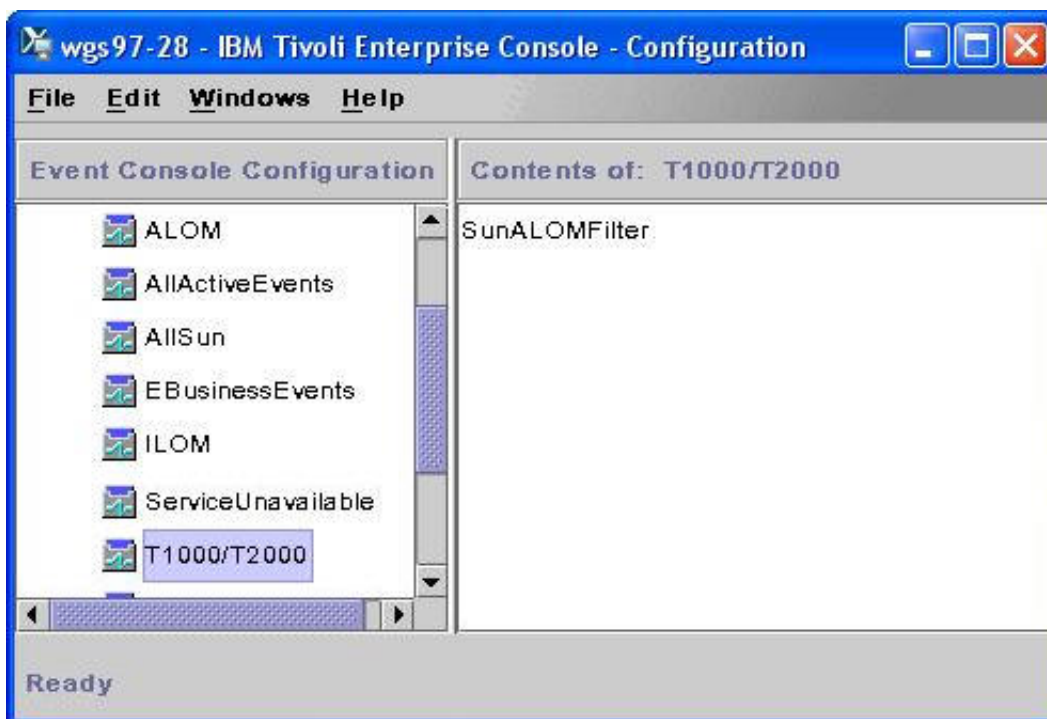 wgs97-28 - IBM Tivoli Enterprise Console - Configuration
File Edit Windows Help
Event Console Configuration
Contents of: T1000/T2000
ALOM
AllActiveEvents
AllSun
EBusinessEvents
ILOM
ServiceUnavailable
T1000/T2000
SunALOMFilter
Ready